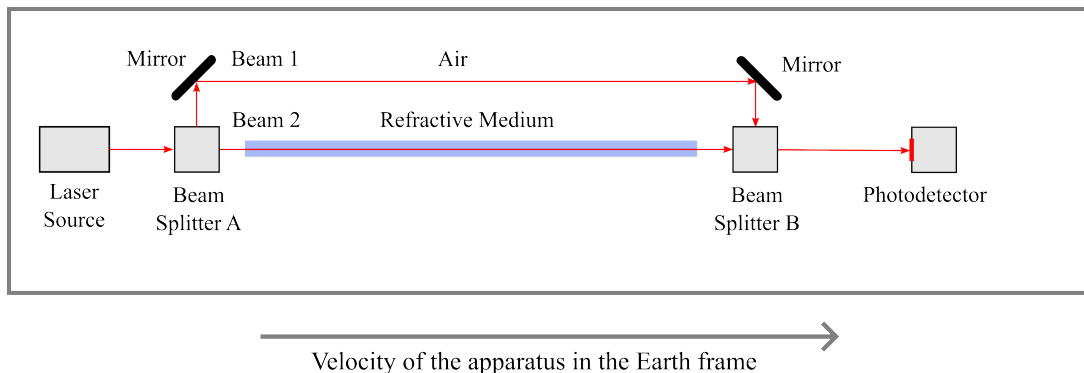 Mirror
Beam 1
Air
Mirror
Beam 2
Refractive Medium
Laser
Source
Beam
Splitter A
Beam
Splitter B
Photodetector
Velocity of the apparatus in the Earth frame